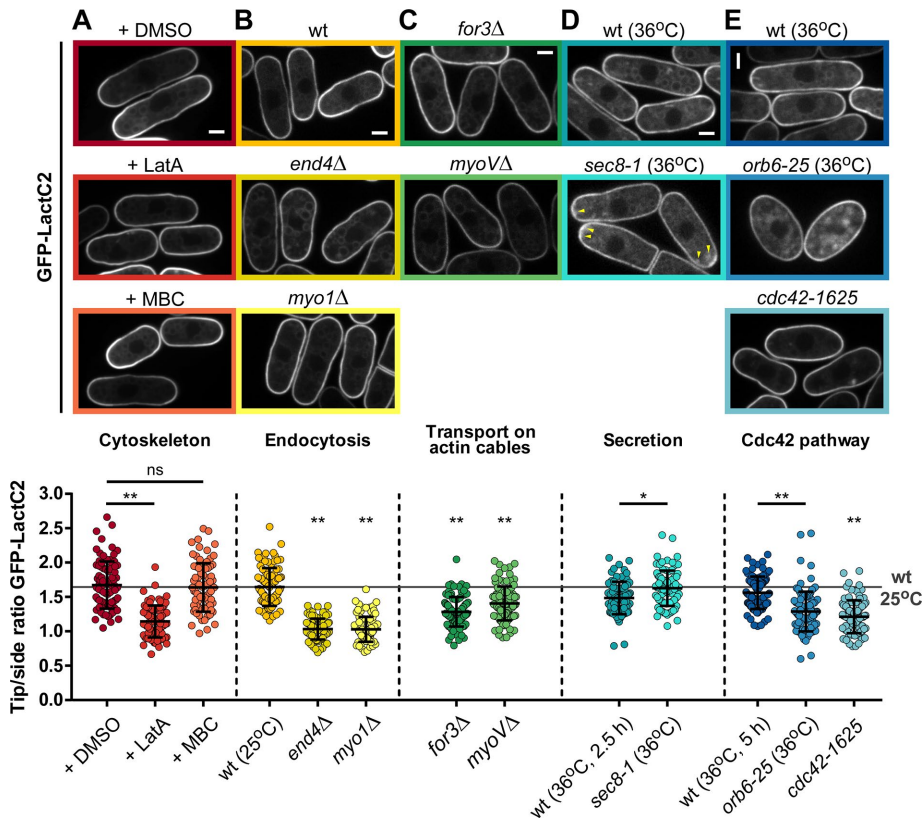 A B C D E
+ DMSO wt for3Δ wt (36°C) wt (36°C)
+ LatA end4Δ myoVΔ sec8-1 (36°C) orb6-25 (36°C)
GFP-LactC2
+ MBC myo1Δ cdc42-1625
Cytoskeleton Endocytosis Transport on actin cables Secretion Cdc42 pathway
Tip/side ratio GFP-LactC2
3.0
2.5
2.0
1.5
1.0
0.5
0.0
ns
**
** **
** **
*
** **
wt
25°C
+ DMSO
+ LatA
+ MBC
wt (25°C)
end4Δ
myo1Δ
for3Δ
myoVΔ
wt (36°C, 2.5 h)
sec8-1 (36°C)
wt (36°C, 5 h)
orb6-25 (36°C)
cdc42-1625